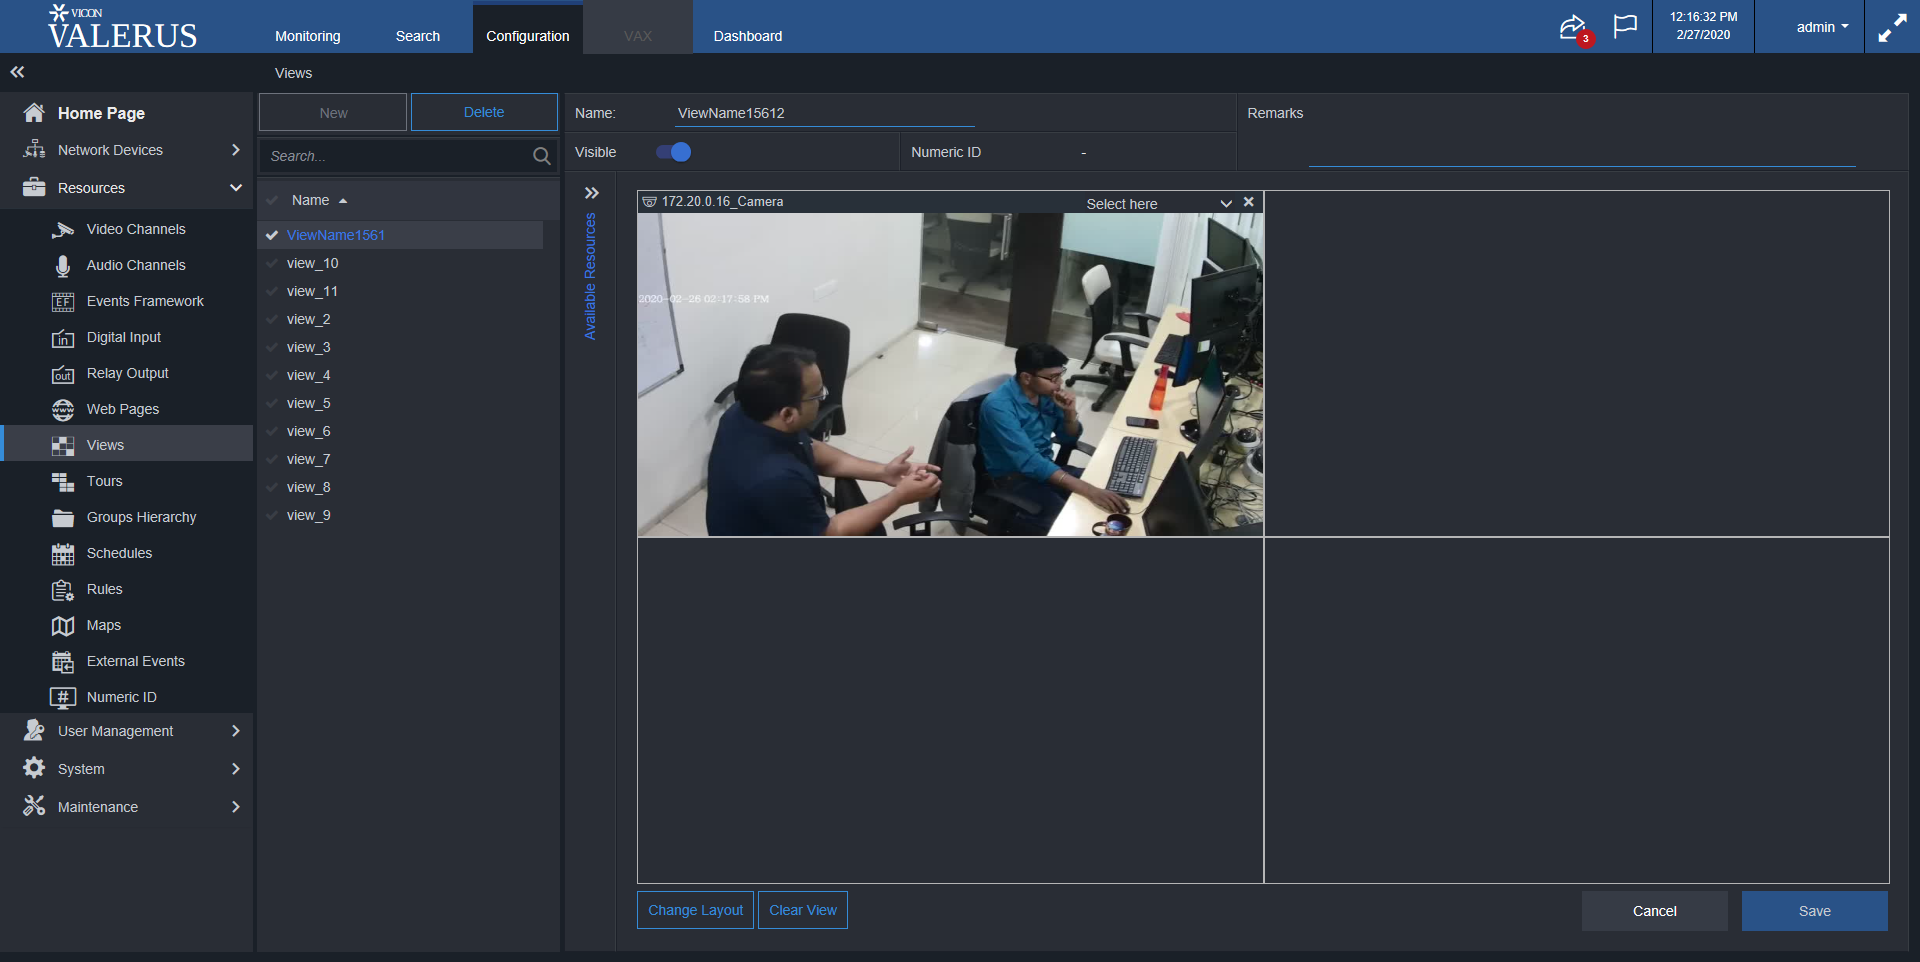 VICON
VALERUS
Monitoring
Search
Configuration
VAX
Dashboard
3
12:16:32 PM
2/27/2020
admin
Views
Home Page
Network Devices
Resources
Video Channels
Audio Channels
EF
Events Framework
in
Digital Input
out
Relay Output
www
Web Pages
Views
Tours
Groups Hierarchy
Schedules
Rules
Maps
External Events
#
Numeric ID
User Management
System
Maintenance
New
Delete
Search...
Name
ViewName1561
view_10
view_11
view_2
view_3
view_4
view_5
view_6
view_7
view_8
view_9
Name:
ViewName15612
Remarks
Visible
Numeric ID
-
Available Resources
172.20.0.16_Camera
Select here
2020-02-26 02:17:58 PM
Change Layout
Clear View
Cancel
Save